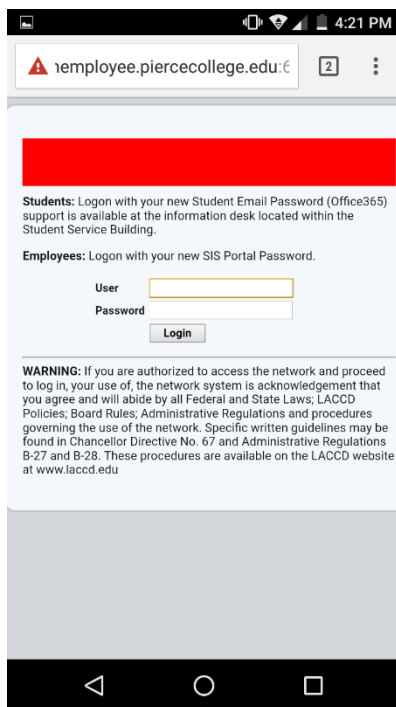 4:21 PM
employee.piercecollege.edu:6
2
Students: Logon with your new Student Email Password (Office365)
support is available at the information desk located within the
Student Service Building.
Employees: Logon with your new SIS Portal Password.
User
Password
Login
WARNING: If you are authorized to access the network and proceed
to log in, your use of, the network system is acknowledgement that
you agree and will abide by all Federal and State Laws; LACCD
Policies; Board Rules; Administrative Regulations and procedures
governing the use of the network. Specific written guidelines may be
found in Chancellor Directive No. 67 and Administrative Regulations
B-27 and B-28. These procedures are available on the LACCD website
at www.laccd.edu